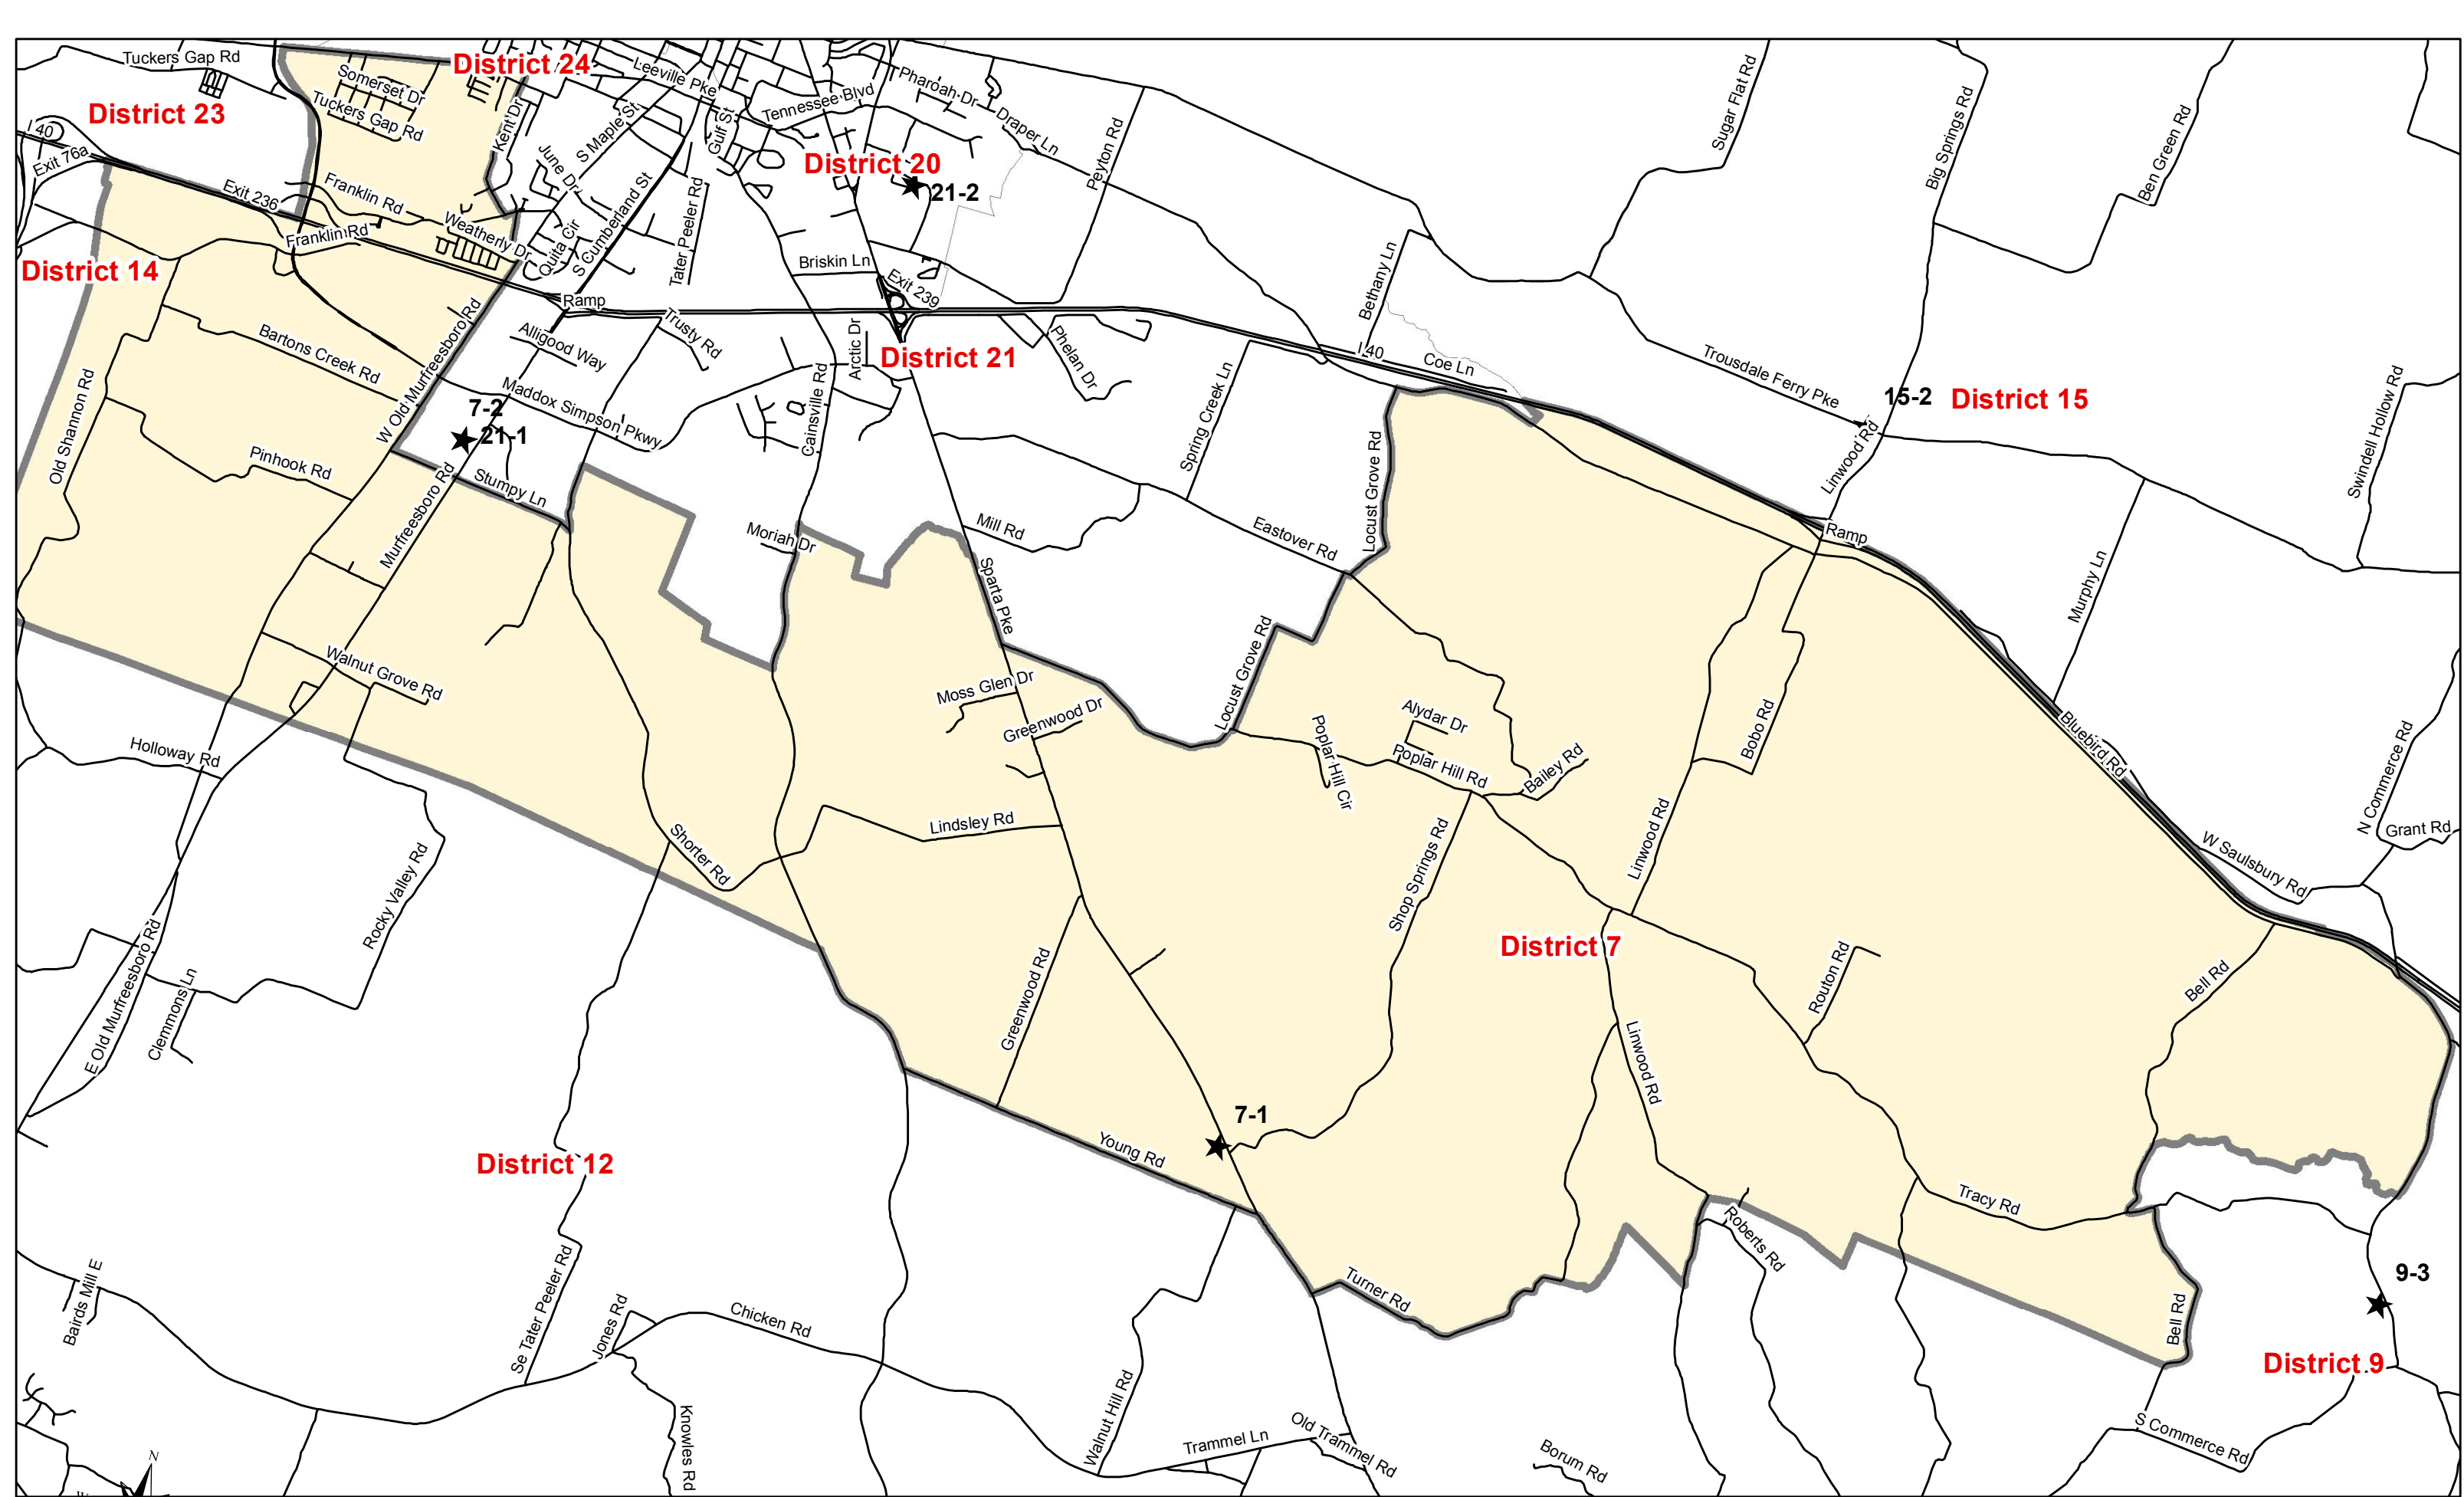 Tuckers Gap Rd
District 24
Leeville Pke
Somerset Dr
Tuckers Gap Rd
District 23
I 40
Exit 76a
Exit 236
Franklin Rd
Franklin Rd
Weatherly Dr
Kent Dr
June Dr
S Maple St
Gulf St
Tennessee Blvd
Pharoah Dr
Draper Ln
Peyton Rd
Sugar Flat Rd
Big Springs Rd
Ben Green Rd
District 20
21-2
Quita Cir
S Cumberland St
Tater Peeler Rd
Briskin Ln
Exit 239
Bethany Ln
District 14
Ramp
Alligood Way
Trusty Rd
Arctic Dr
District 21
Phelan Dr
I 40
Coe Ln
Trousdale Ferry Pke
15-2
District 15
Bartons Creek Rd
W Old Murfreesboro Rd
Old Shannon Rd
Maddox Simpson Pkwy
Cainsville Rd
Spring Creek Ln
Swindell Hollow Rd
7-2
21-1
Linwood Rd
Pinhook Rd
Stumpy Ln
Murfreesboro Rd
Moriah Dr
Mill Rd
Eastover Rd
Locust Grove Rd
Ramp
Sparta Pke
Murphy Ln
Walnut Grove Rd
Moss Glen Dr
Greenwood Dr
Locust Grove Rd
Alydar Dr
Poplar Hill Cir
Poplar Hill Rd
Bailey Rd
Bobo Rd
Bluebird Rd
N Commerce Rd
Grant Rd
Holloway Rd
Lindsley Rd
Shorter Rd
Rocky Valley Rd
Shop Springs Rd
Linwood Rd
W Saulsbury Rd
District 7
E Old Murfreesboro Rd
Clemmons Ln
Greenwood Rd
Routon Rd
Bell Rd
Linwood Rd
7-1
Young Rd
District 12
Tracy Rd
Roberts Rd
9-3
Bairds Mill E
Se Tater Peeler Rd
Jones Rd
Chicken Rd
Turner Rd
Bell Rd
District 9
Knowles Rd
Walnut Hill Rd
Trammel Ln
Old Trammel Rd
Borum Rd
S Commerce Rd
N